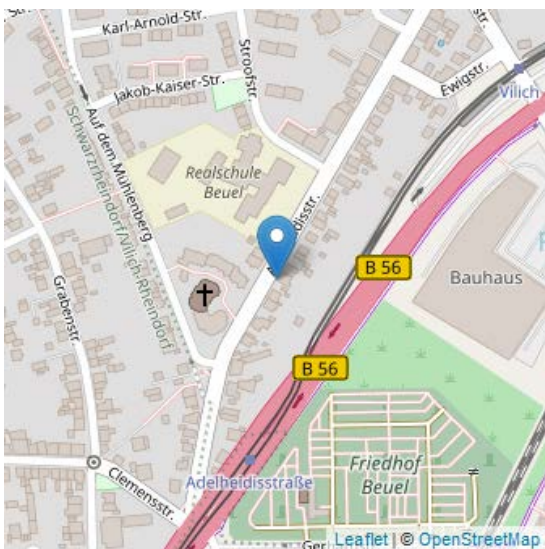 Karl-Arnold-Str.
Stroofstr.
Jakob-Kaiser-Str.
Ewigstr.
Vilich
Auf dem Mühlenberg
Schwarzrheindorf/Vilich-Rheindorf
Realschule
Beuel
disstr.
Grabenstr.
B 56
Bauhaus
B 56
Friedhof
Beuel
Adelheidisstraße
Clemensstr.
Leaflet | © OpenStreetMap